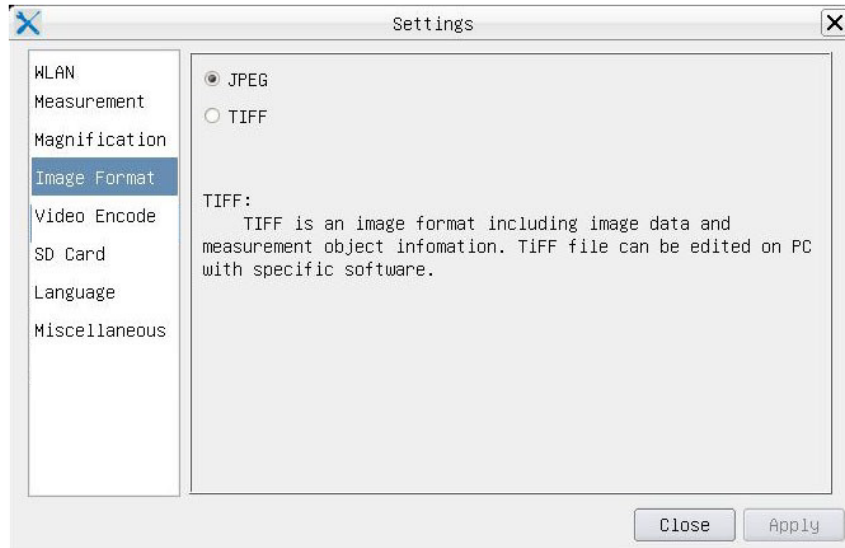 Settings
WLAN
Measurement
Magnification
Image Format
Video Encode
SD Card
Language
Miscellaneous
JPEG
TIFF
TIFF:
TIFF is an image format including image data and
measurement object infomation. TiFF file can be edited on PC
with specific software.
Close
Apply